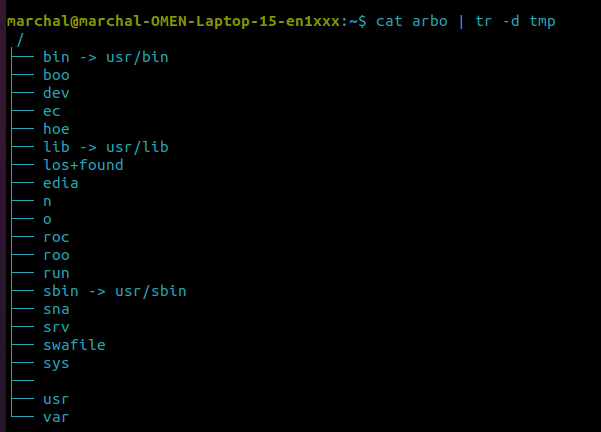 marchal@marchal-OMEN-Laptop-15-en1xxx:~$ cat arbo | tr -d tmp
/
├── bin -> usr/bin
├── boo
├── dev
├── ec
├── hoe
├── lib -> usr/lib
├── los+found
├── edia
├── n
├── o
├── roc
├── roo
├── run
├── sbin -> usr/sbin
├── sna
├── srv
├── swafile
├── sys
├──
├── usr
└── var